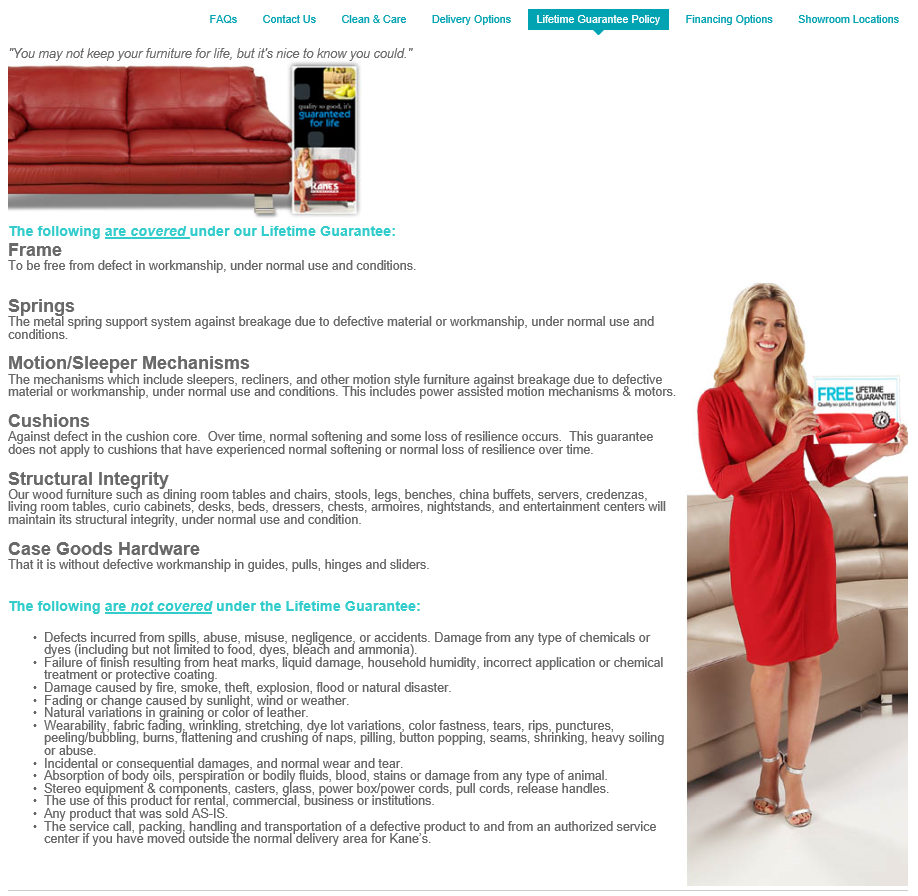 FAQs Contact Us Clean & Care Delivery Options Lifetime Guarantee Policy Financing Options Showroom Locations
"You may not keep your furniture for life, but it's nice to know you could."
quality so good, it's
guaranteed
for life
KANE'S
The following are covered under our Lifetime Guarantee:
Frame
To be free from defect in workmanship, under normal use and conditions.
Springs
The metal spring support system against breakage due to defective material or workmanship, under normal use and
conditions.
Motion/Sleeper Mechanisms
The mechanisms which include sleepers, recliners, and other motion style furniture against breakage due to defective
material or workmanship, under normal use and conditions. This includes power assisted motion mechanisms & motors.
FREE LIFETIME
GUARANTEE
Quality so good, it's guaranteed for life!
Cushions
Against defect in the cushion core.  Over time, normal softening and some loss of resilience occurs.  This guarantee
does not apply to cushions that have experienced normal softening or normal loss of resilience over time.
Structural Integrity
Our wood furniture such as dining room tables and chairs, stools, legs, benches, china buffets, servers, credenzas,
living room tables, curio cabinets, desks, beds, dressers, chests, armoires, nightstands, and entertainment centers will
maintain its structural integrity, under normal use and condition.
Case Goods Hardware
That it is without defective workmanship in guides, pulls, hinges and sliders.
The following are not covered under the Lifetime Guarantee:
• Defects incurred from spills, abuse, misuse, negligence, or accidents. Damage from any type of chemicals or
dyes (including but not limited to food, dyes, bleach and ammonia).
• Failure of finish resulting from heat marks, liquid damage, household humidity, incorrect application or chemical
treatment or protective coating.
• Damage caused by fire, smoke, theft, explosion, flood or natural disaster.
• Fading or change caused by sunlight, wind or weather.
• Natural variations in graining or color of leather.
• Wearability, fabric fading, wrinkling, stretching, dye lot variations, color fastness, tears, rips, punctures,
peeling/bubbling, burns, flattening and crushing of naps, pilling, button popping, seams, shrinking, heavy soiling
or abuse.
• Incidental or consequential damages, and normal wear and tear.
• Absorption of body oils, perspiration or bodily fluids, blood, stains or damage from any type of animal.
• Stereo equipment & components, casters, glass, power box/power cords, pull cords, release handles.
• The use of this product for rental, commercial, business or institutions.
• Any product that was sold AS-IS.
• The service call, packing, handling and transportation of a defective product to and from an authorized service
center if you have moved outside the normal delivery area for Kane's.